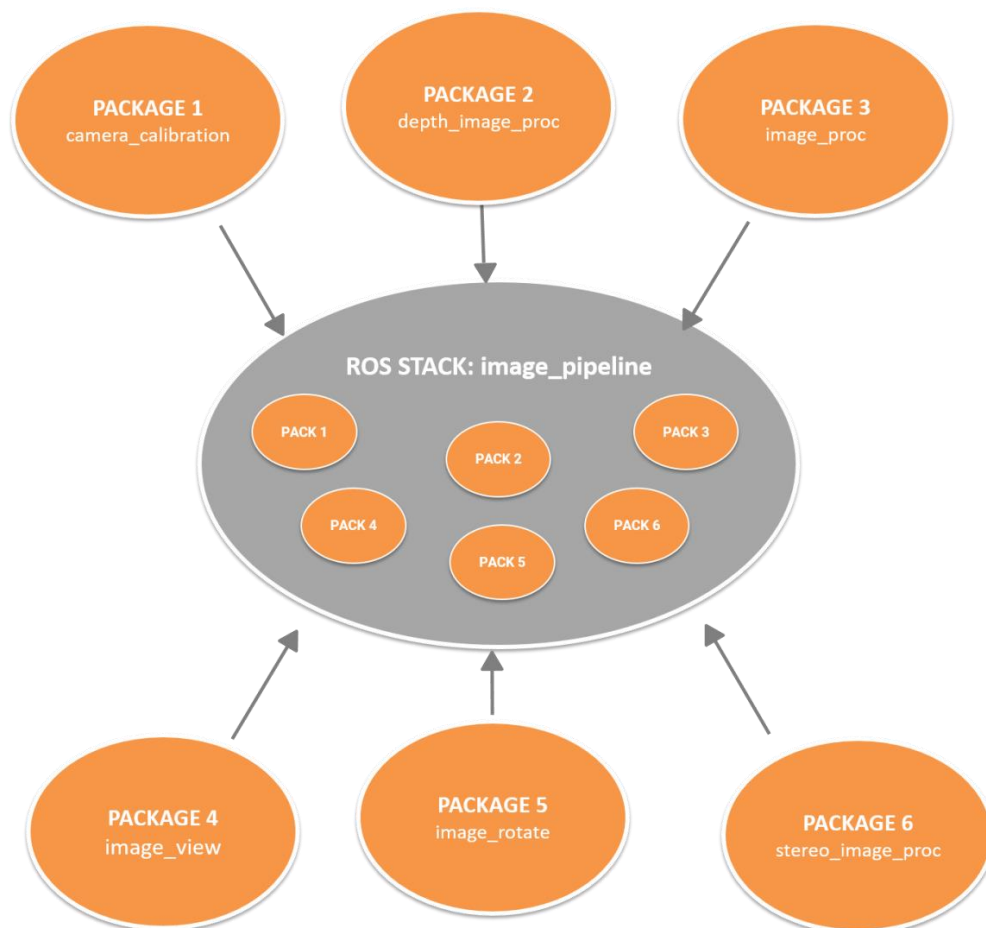 PACKAGE 1
camera_calibration
PACKAGE 2
depth_image_proc
PACKAGE 3
image_proc
ROS STACK: image_pipeline
PACK 1
PACK 2
PACK 3
PACK 4
PACK 5
PACK 6
PACKAGE 4
image_view
PACKAGE 5
image_rotate
PACKAGE 6
stereo_image_proc